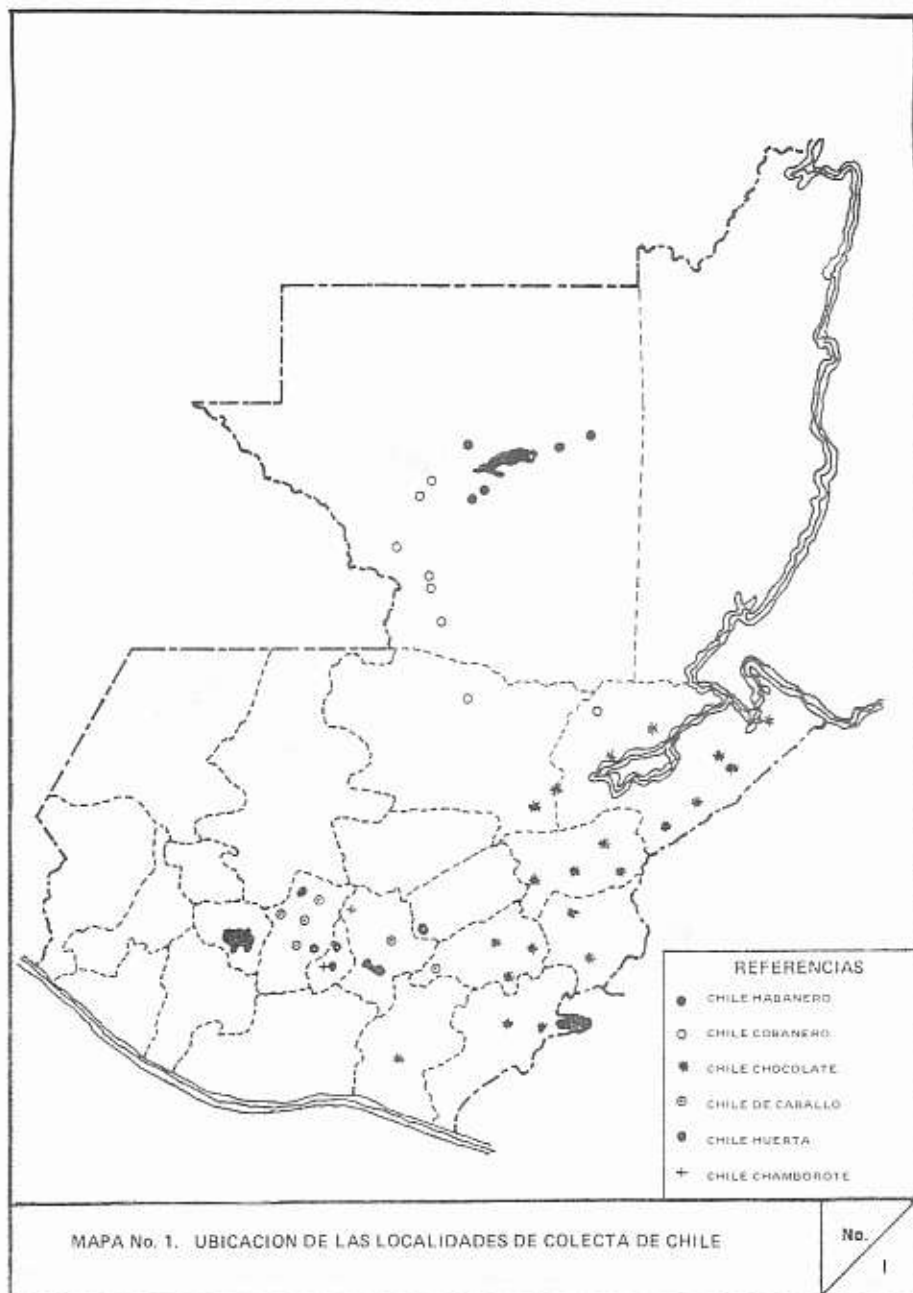 REFERENCIAS
CHILE HABANERO
CHILE COBANERO
CHILE CHOCOLATE
CHILE DE CABALLO
CHILE HUERTA
CHILE CHAMBOROTE
MAPA No. 1. UBICACION DE LAS LOCALIDADES DE COLECTA DE CHILE
No.
I